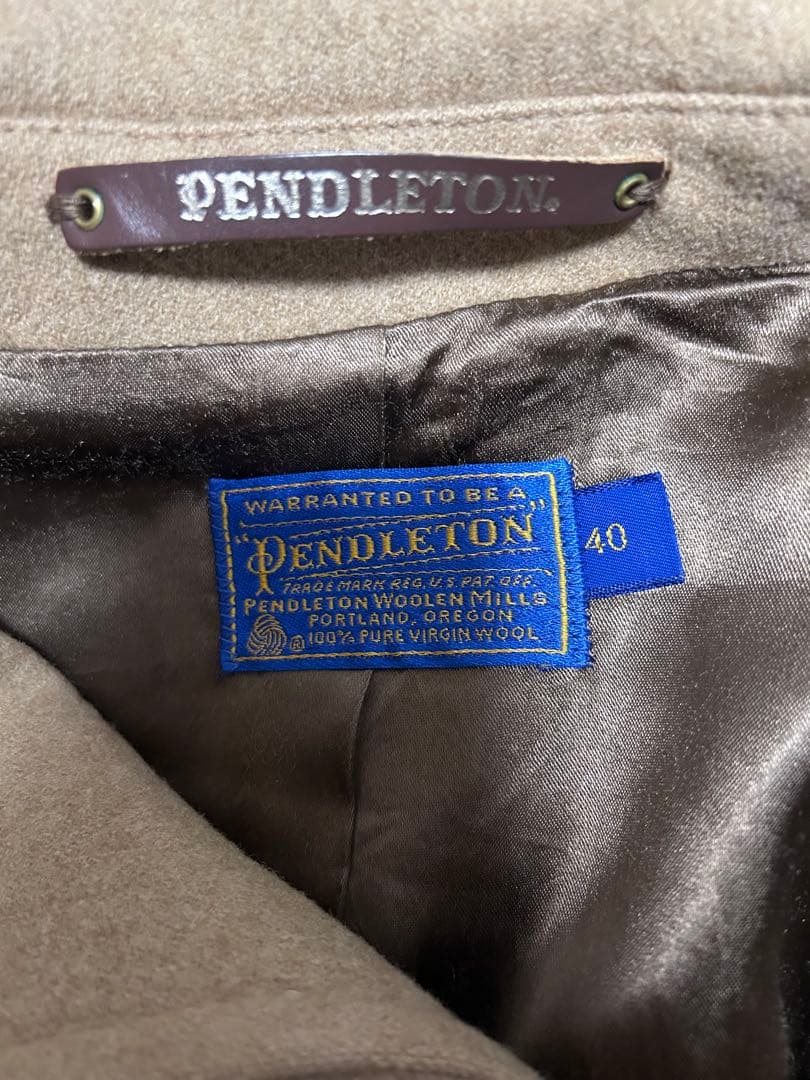 PENDLETON®
WARRANTED TO BE A
"PENDLETON"
TRADE MARK REG. U.S. PAT. OFF.
PENDLETON WOOLEN MILLS
PORTLAND, OREGON
® 100% PURE VIRGIN WOOL
40